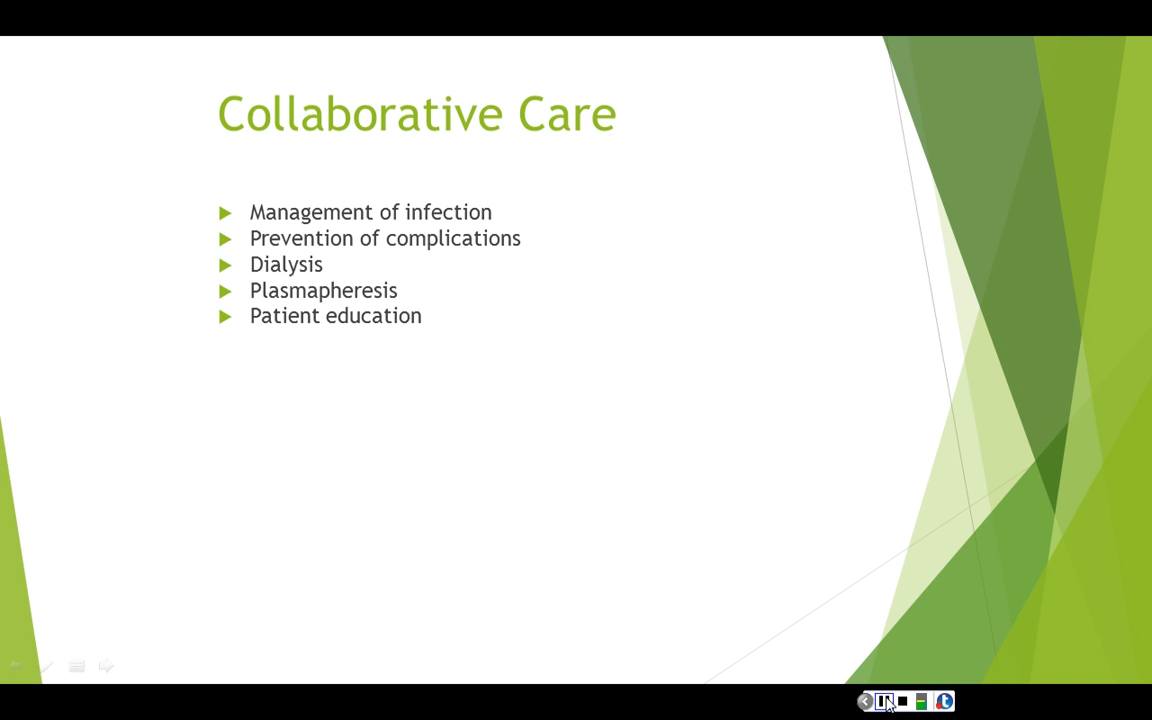 Collaborative Care
Management of infection
Prevention of complications
Dialysis
Plasmapheresis
Patient education